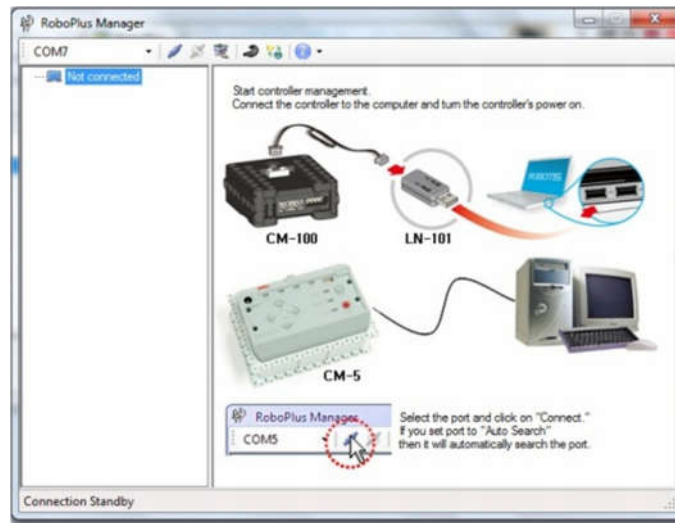 RoboPlus Manager
COM7
Not connected
Start controller management.
Connect the controller to the computer and turn the controller's power on.
ROBOTIS
CM-100
LN-101
CM-5
RoboPlus Manager
COM5
Select the port and click on "Connect."
If you set port to "Auto Search"
then it will automatically search the port.
Connection Standby